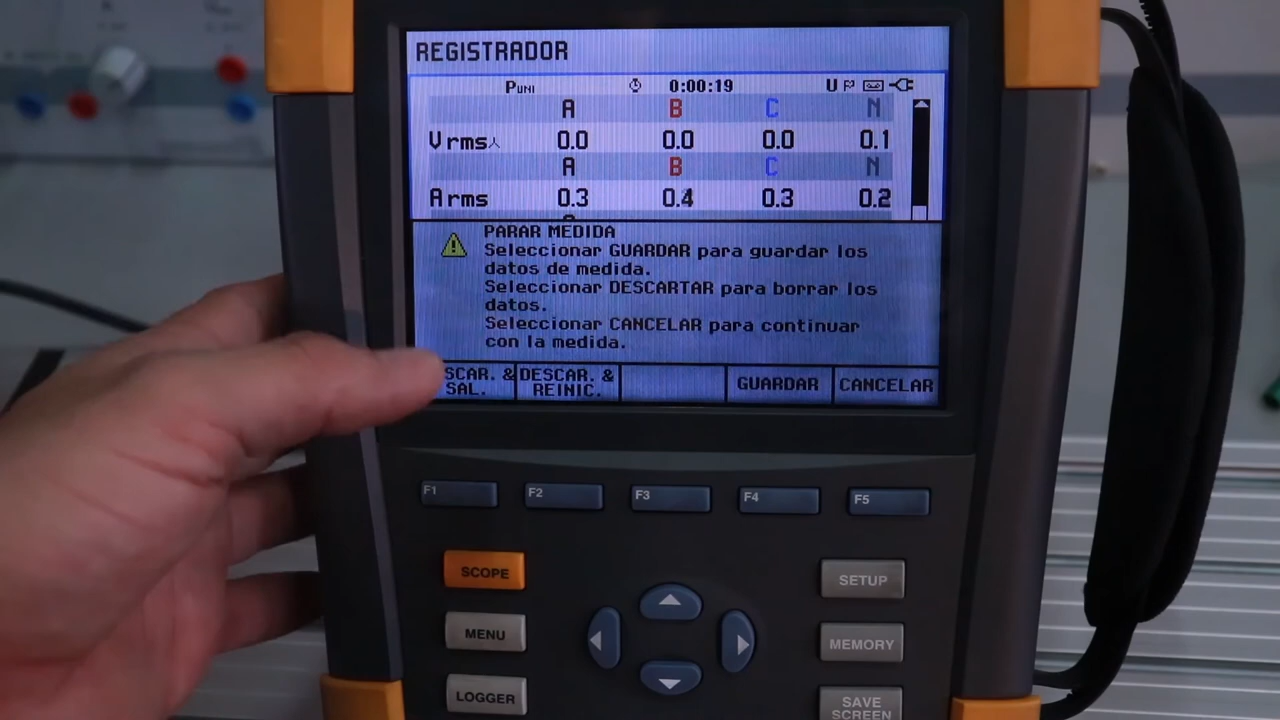 REGISTRADOR
PUNI 0:00:19 U
A B C N
Vrms 0.0 0.0 0.0 0.1
A B C N
Arms 0.3 0.4 0.3 0.2
PARAR MEDIDA
Seleccionar GUARDAR para guardar los
datos de medida.
Seleccionar DESCARTAR para borrar los
datos.
Seleccionar CANCELAR para continuar
con la medida.
SCAR. & DESCAR. & GUARDAR CANCELAR
SAL. REINIC.
F1 F2 F3 F4 F5
SCOPE SETUP
MENU MEMORY
LOGGER SAVE
SCREEN